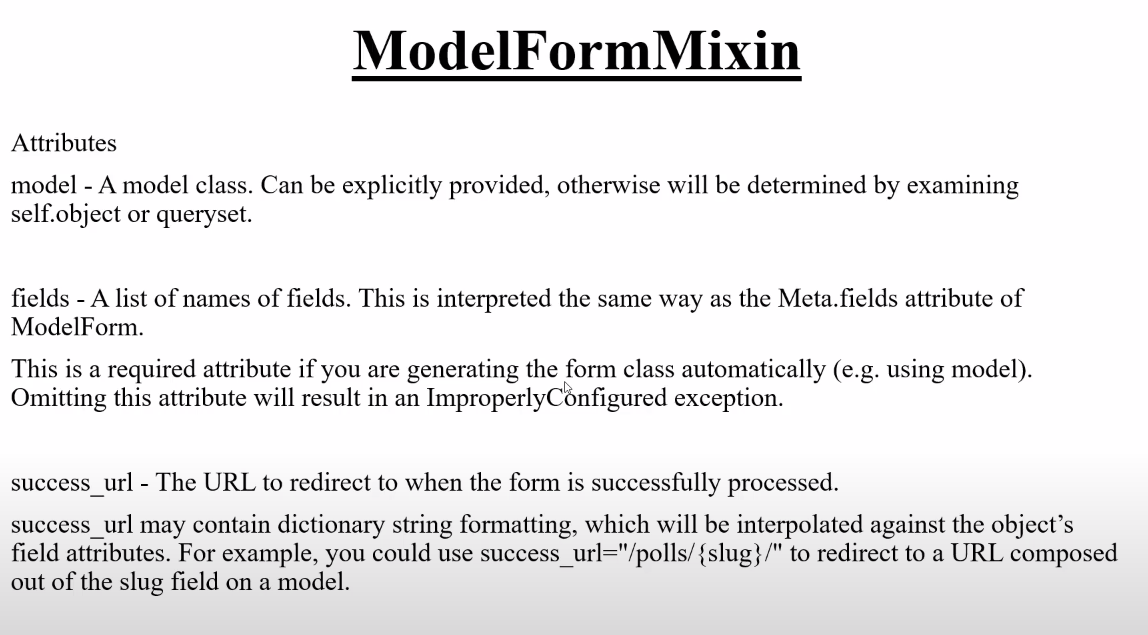 ModelFormMixin
Attributes
model - A model class. Can be explicitly provided, otherwise will be determined by examining
self.object or queryset.
fields - A list of names of fields. This is interpreted the same way as the Meta.fields attribute of
ModelForm.
This is a required attribute if you are generating the form class automatically (e.g. using model).
Omitting this attribute will result in an ImproperlyConfigured exception.
success_url - The URL to redirect to when the form is successfully processed.
success_url may contain dictionary string formatting, which will be interpolated against the object’s
field attributes. For example, you could use success_url="/polls/{slug}/" to redirect to a URL composed
out of the slug field on a model.